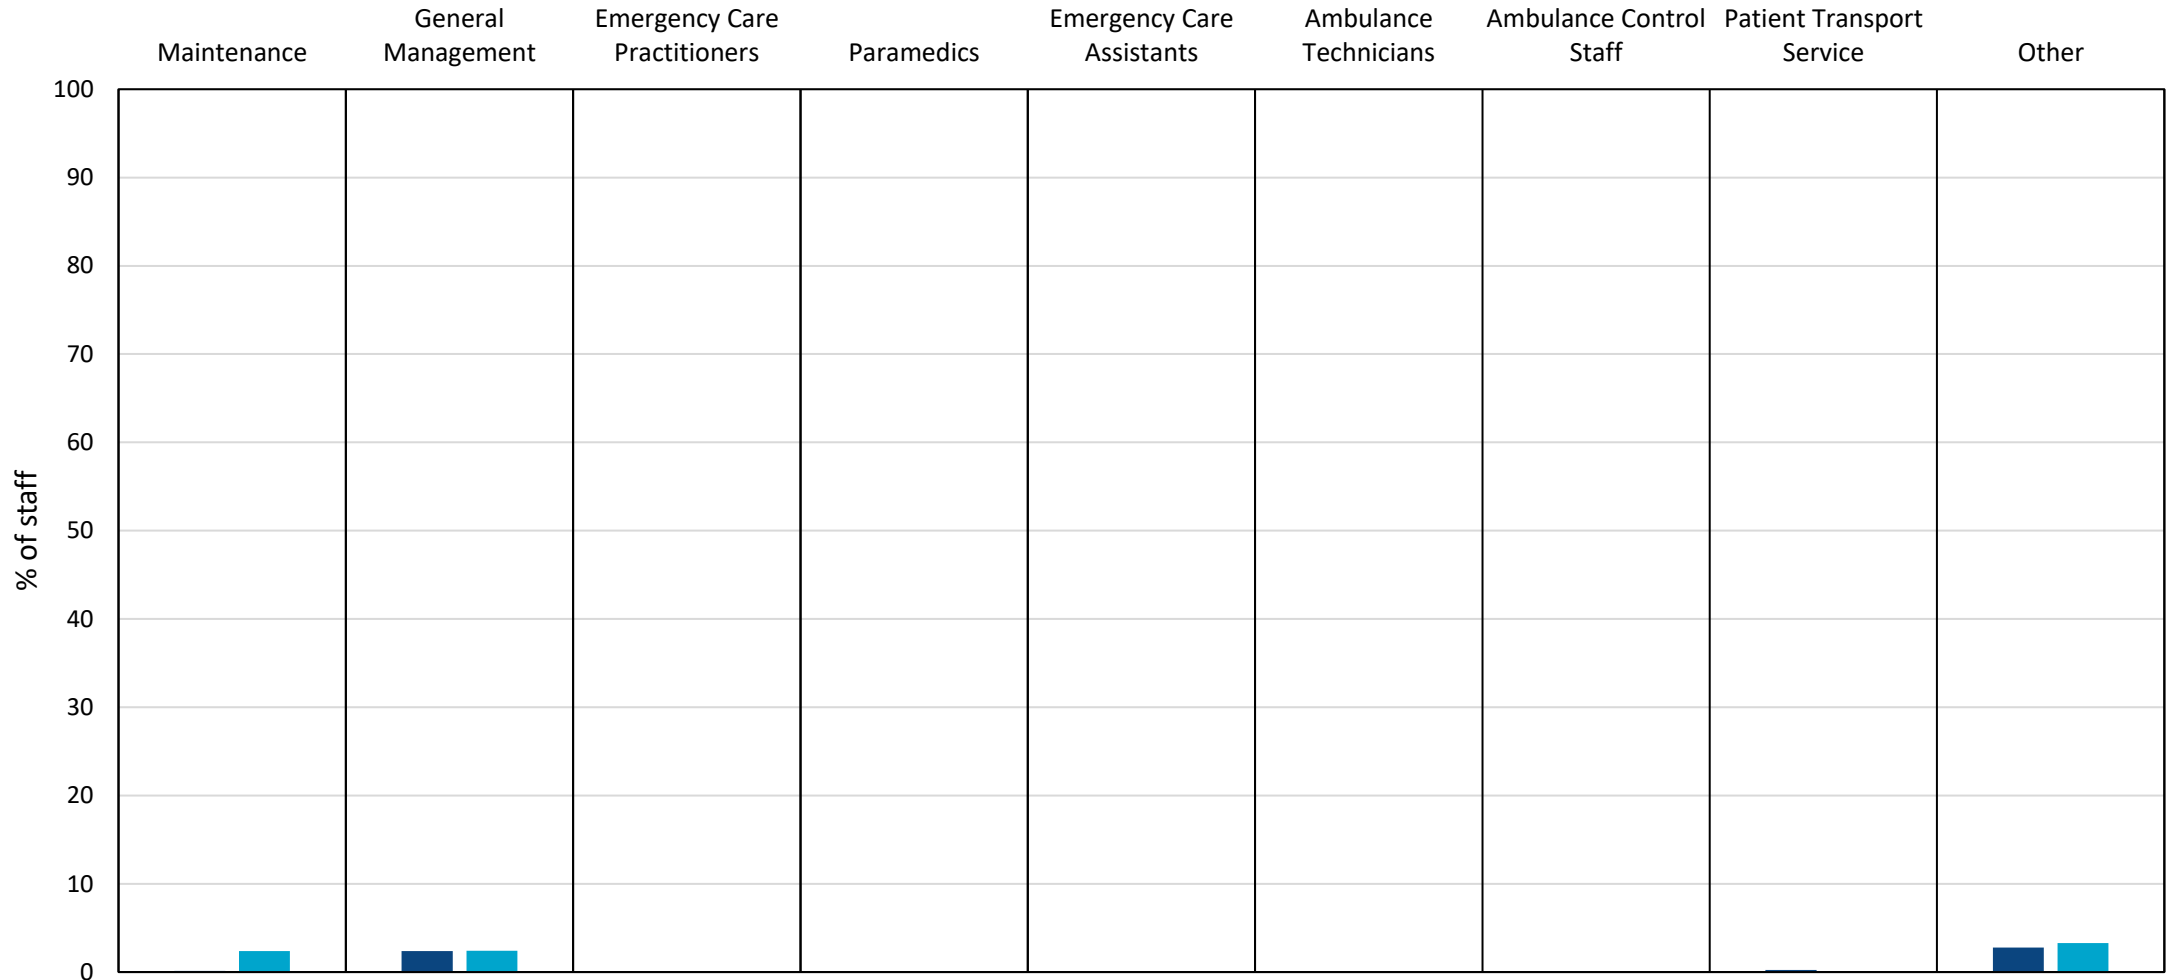 Maintenance
General
Management
Emergency Care
Practitioners
Paramedics
Emergency Care
Assistants
Ambulance
Technicians
Ambulance Control
Staff
Patient Transport
Service
Other
100
90
80
70
60
50
40
30
20
10
0
% of staff